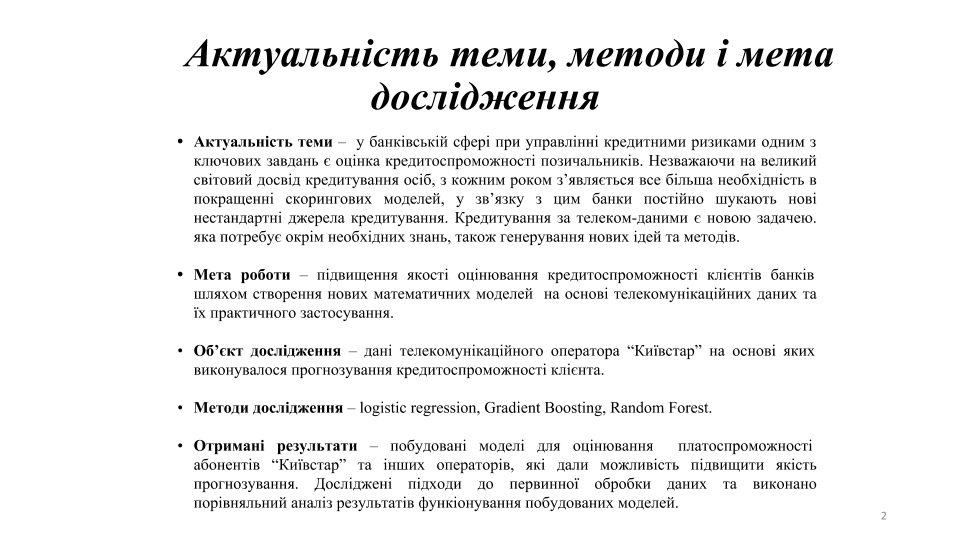 Актуальність теми, методи і мета
дослідження
• Актуальність теми – у банківській сфері при управлінні кредитними ризиками одним з
ключових завдань є оцінка кредитоспроможності позичальників. Незважаючи на великий
світовий досвід кредитування осіб, з кожним роком з’являється все більша необхідність в
покращенні скорингових моделей, у зв’язку з цим банки постійно шукають нові
нестандартні джерела кредитування. Кредитування за телеком-даними є новою задачею.
яка потребує окрім необхідних знань, також генерування нових ідей та методів.
• Мета роботи – підвищення якості оцінювання кредитоспроможності клієнтів банків
шляхом створення нових математичних моделей на основі телекомунікаційних даних та
їх практичного застосування.
• Об’єкт дослідження – дані телекомунікаційного оператора “Київстар” на основі яких
виконувалося прогнозування кредитоспроможності клієнта.
• Методи дослідження – logistic regression, Gradient Boosting, Random Forest.
• Отримані результати – побудовані моделі для оцінювання платоспроможності
абонентів “Київстар” та інших операторів, які дали можливість підвищити якість
прогнозування. Досліджені підходи до первинної обробки даних та виконано
порівняльний аналіз результатів функціонування побудованих моделей.
2